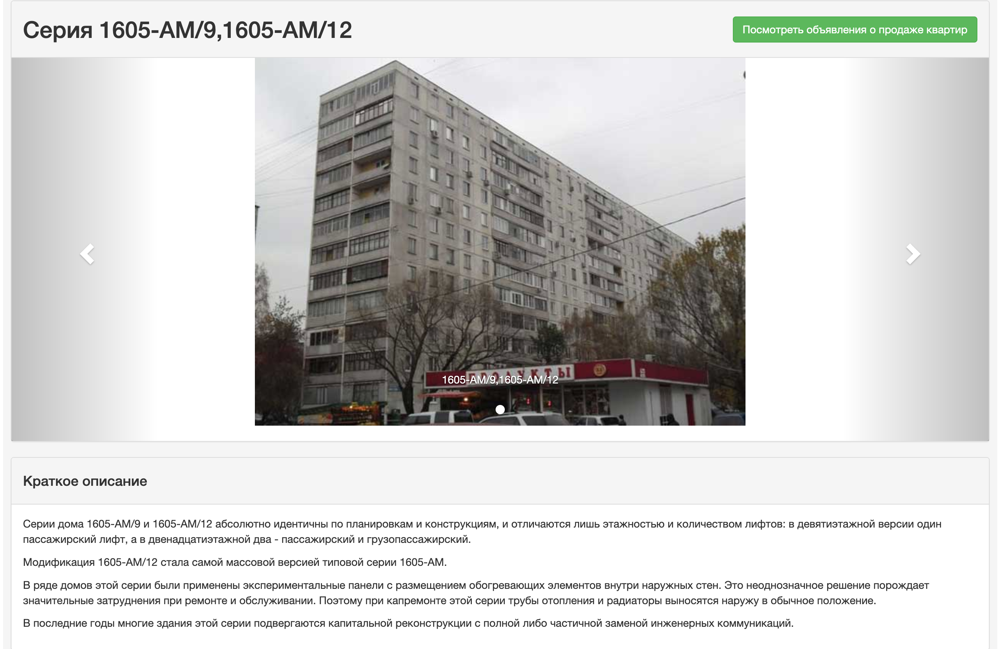 Серия 1605-АМ/9,1605-АМ/12
Посмотреть объявления о продаже квартир
ПРОДУКТЫ
1605-АМ/9,1605-АМ/12
Краткое описание
Серии дома 1605-АМ/9 и 1605-АМ/12 абсолютно идентичны по планировкам и конструкциям, и отличаются лишь этажностью и количеством лифтов: в девятиэтажной версии один
пассажирский лифт, а в двенадцатиэтажной два - пассажирский и грузопассажирский.
Модификация 1605-АМ/12 стала самой массовой версией типовой серии 1605-АМ.
В ряде домов этой серии были применены экспериментальные панели с размещением обогревающих элементов внутри наружных стен. Это неоднозначное решение порождает
значительные затруднения при ремонте и обслуживании. Поэтому при капремонте этой серии трубы отопления и радиаторы выносятся наружу в обычное положение.
В последние годы многие здания этой серии подвергаются капитальной реконструкции с полной либо частичной заменой инженерных коммуникаций.